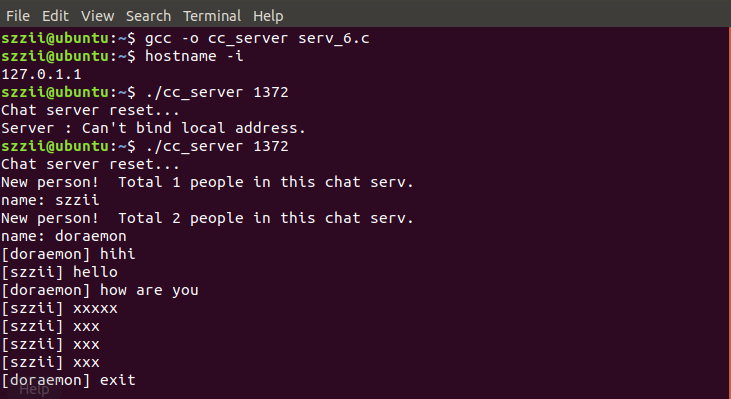 File Edit View Search Terminal Help
szzii@ubuntu:~$ gcc -o cc_server serv_6.c
szzii@ubuntu:~$ hostname -i
127.0.1.1
szzii@ubuntu:~$ ./cc_server 1372
Chat server reset...
Server : Can't bind local address.
szzii@ubuntu:~$ ./cc_server 1372
Chat server reset...
New person!  Total 1 people in this chat serv.
name: szzii
New person!  Total 2 people in this chat serv.
name: doraemon
[doraemon] hihi
[szzii] hello
[doraemon] how are you
[szzii] xxxxx
[szzii] xxx
[szzii] xxx
[szzii] xxx
[doraemon] exit
Help